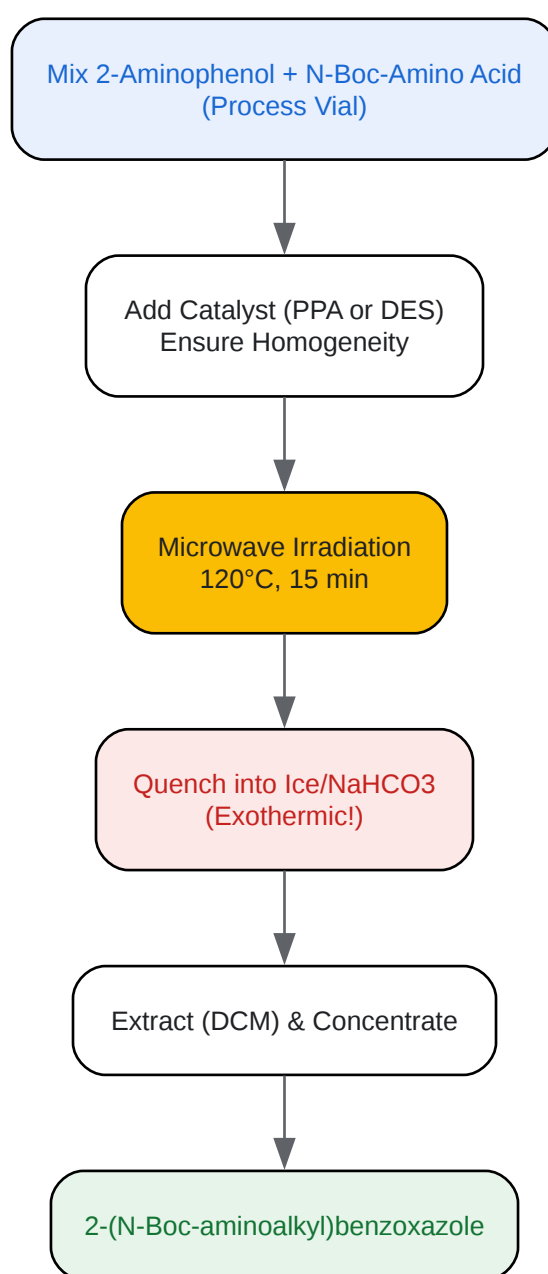 Mix 2-Aminophenol + N-Boc-Amino Acid
(Process Vial)
Add Catalyst (PPA or DES)
Ensure Homogeneity
Microwave Irradiation
120°C, 15 min
Quench into Ice/NaHCO3
(Exothermic!)
Extract (DCM) & Concentrate
2-(N-Boc-aminoalkyl)benzoxazole